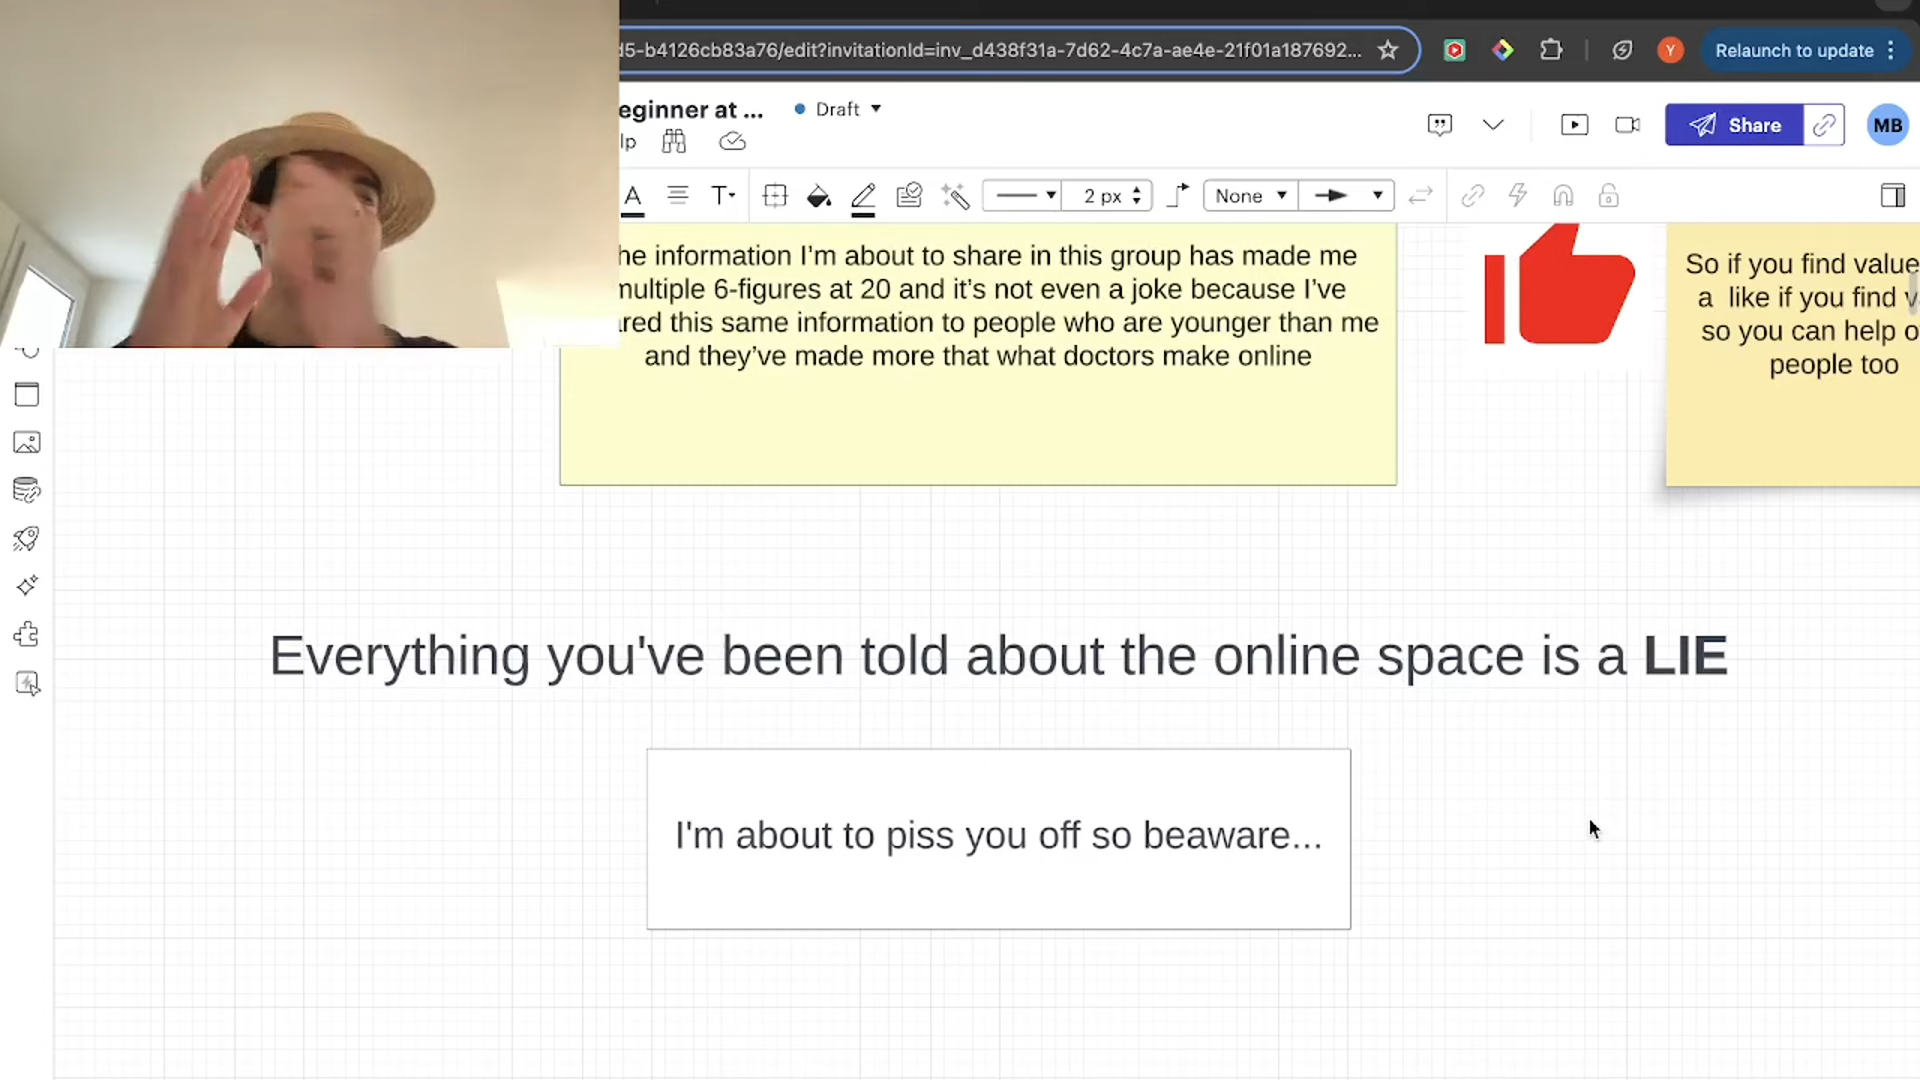 d5-b4126cb83a76/edit?invitationId=inv_d438f31a-7d62-4c7a-ae4e-21f01a187692...
Y
Relaunch to update
eginner at ...
Draft
lp
Share
MB
A
T
2 px
None
he information I'm about to share in this group has made me
multiple 6-figures at 20 and it's not even a joke because I've
red this same information to people who are younger than me
and they've made more that what doctors make online
So if you find value
a like if you find v
so you can help o
people too
Everything you've been told about the online space is a LIE
I'm about to piss you off so beaware...